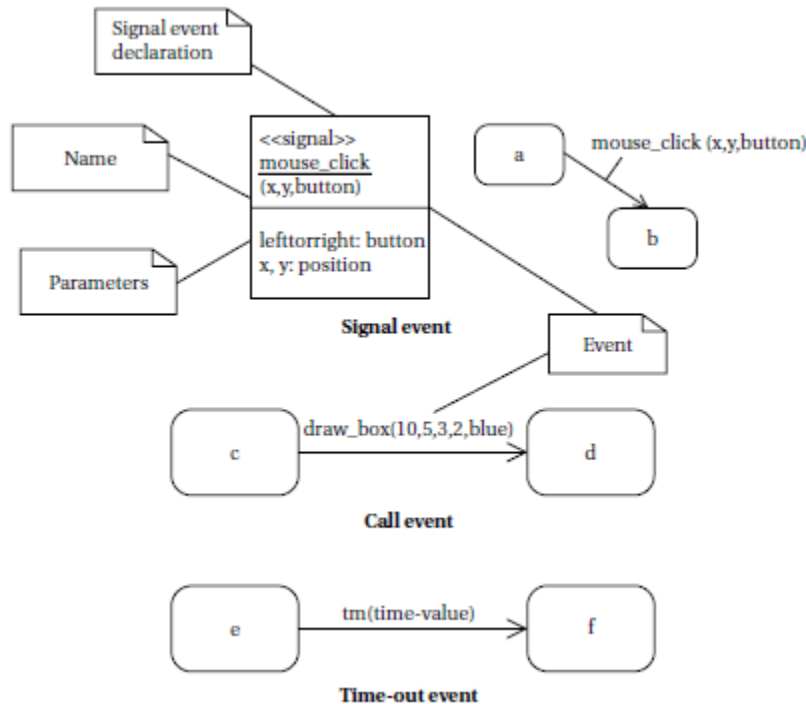 Signal event
declaration
Name
<<signal>>
mouse_click
(x,y,button)
a
mouse_click (x,y,button)
b
lefttorright: button
x, y: position
Parameters
Signal event
Event
c
draw_box(10,5,3,2,blue)
d
Call event
e
tm(time-value)
f
Time-out event